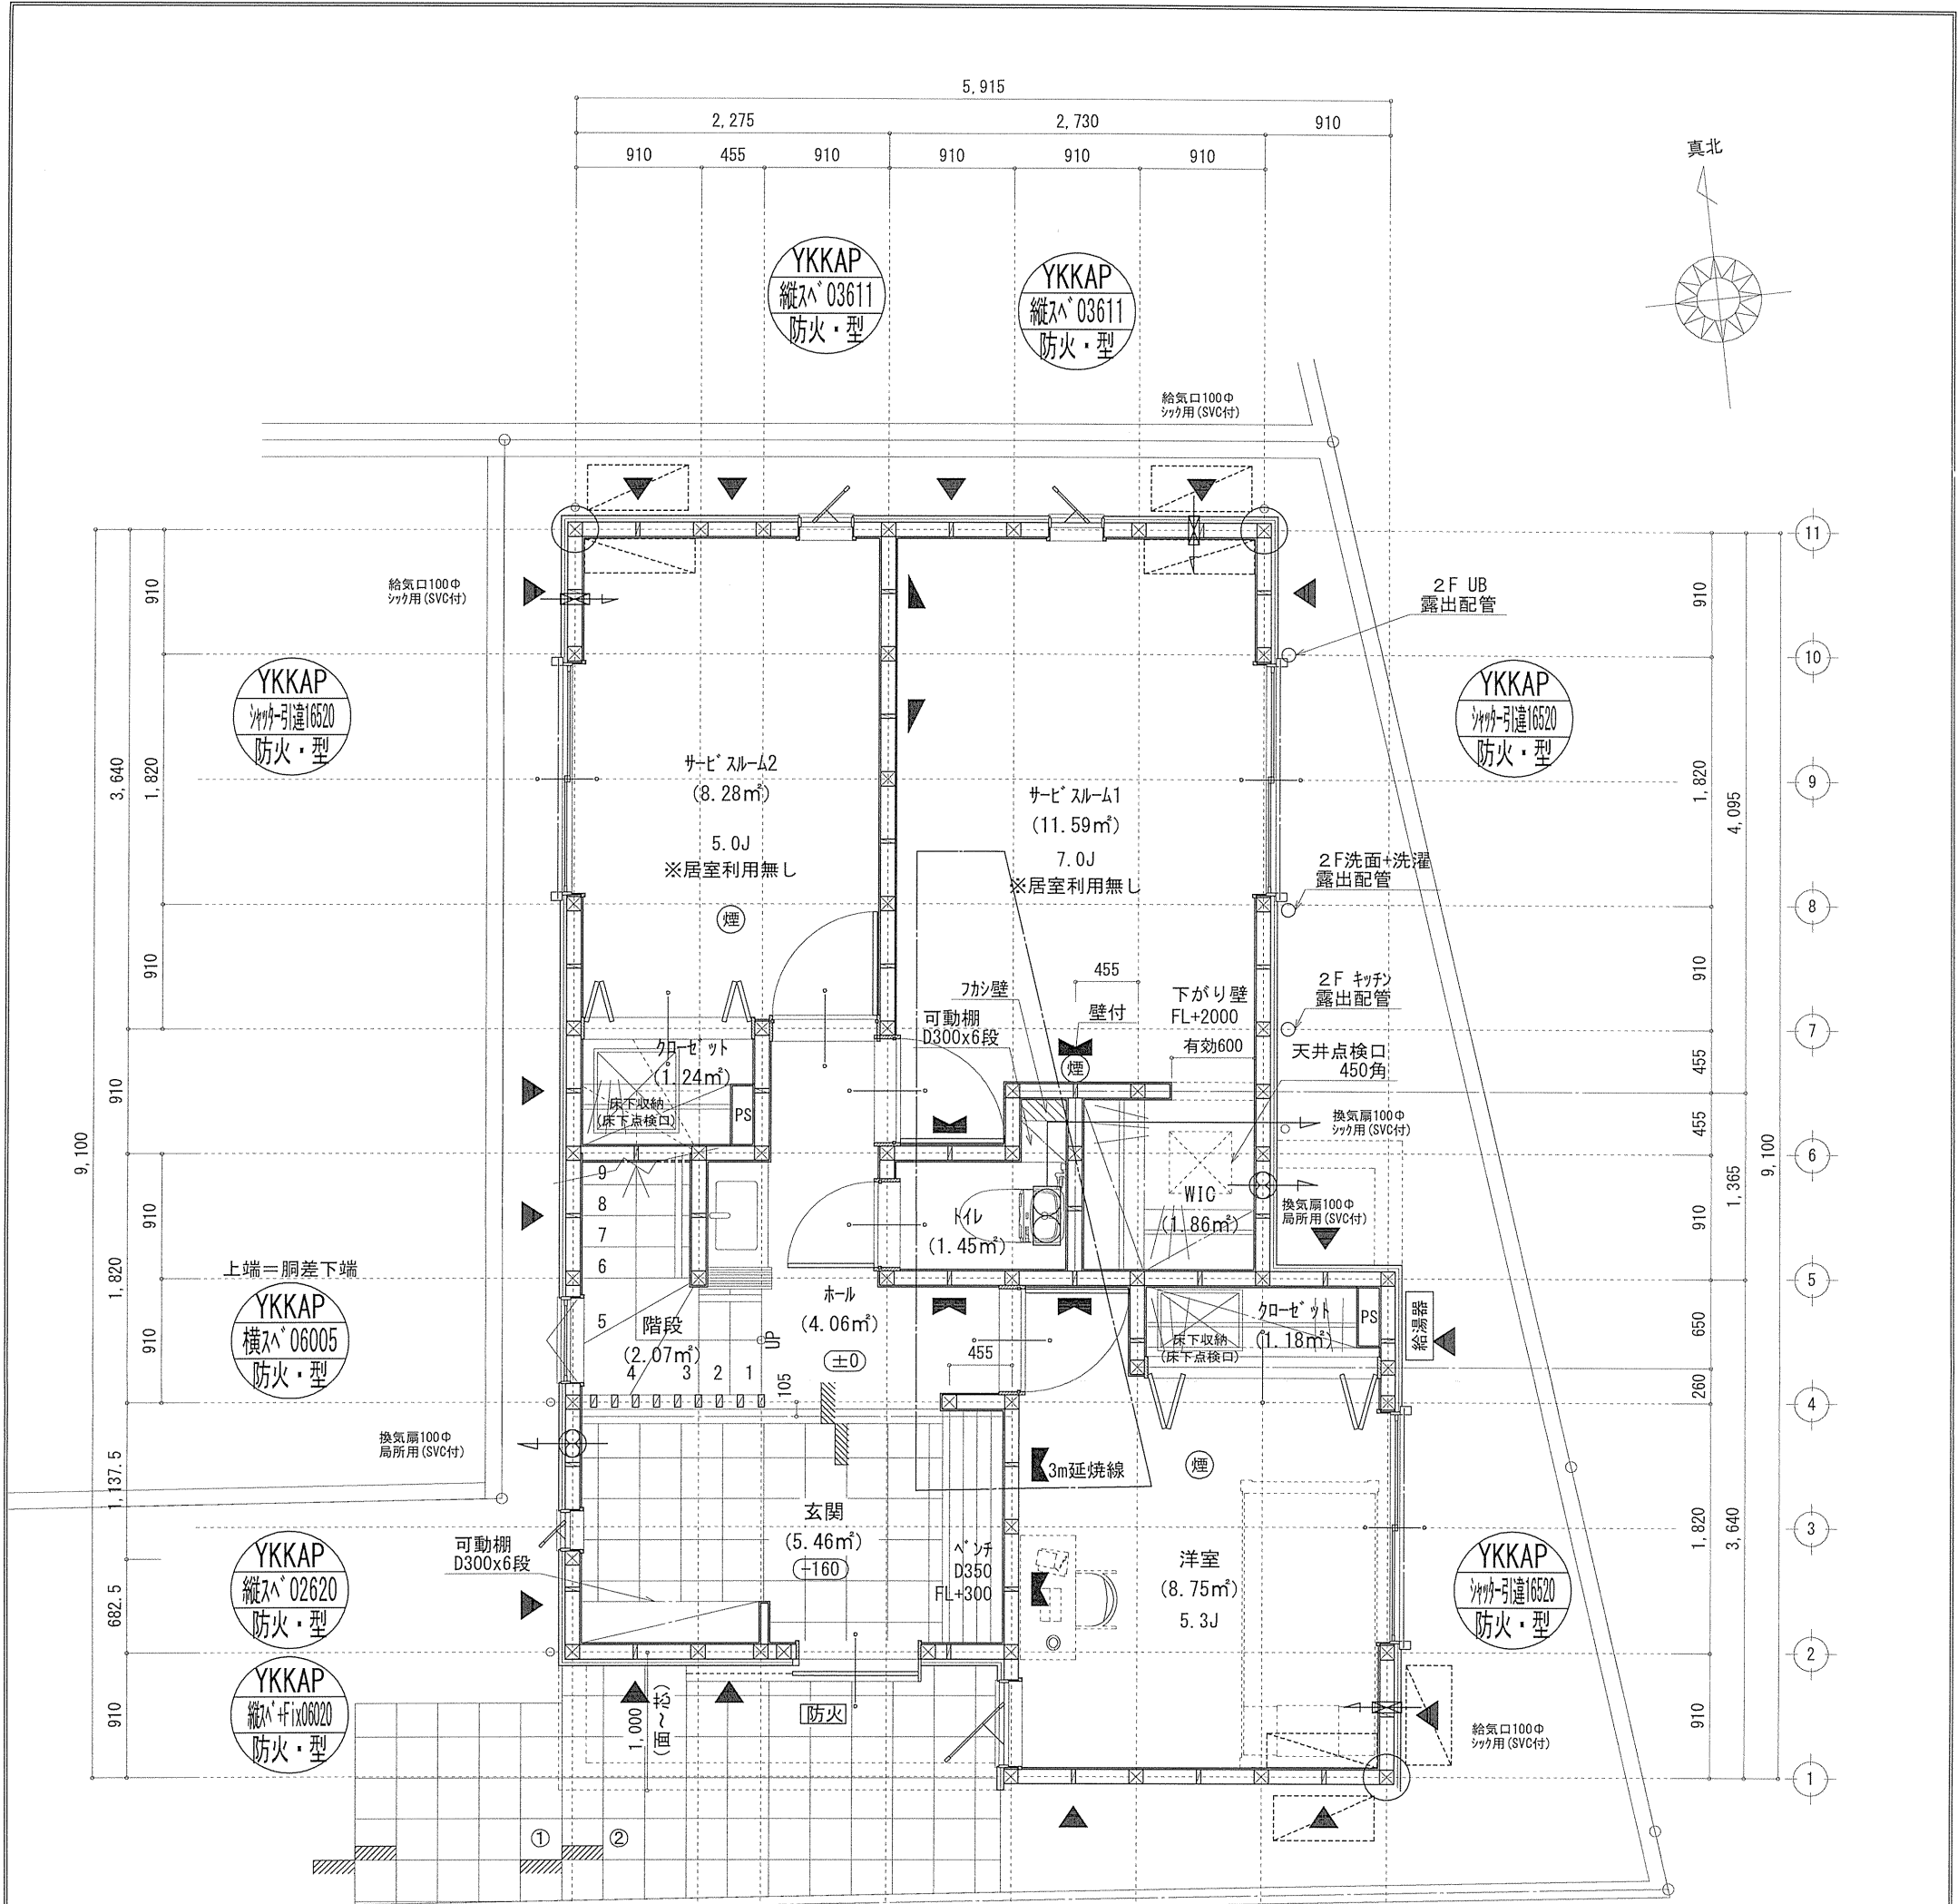 5,915
2,275
2,730
910
910
455
910
910
910
910
真北
YKKAP
縦スベ03611
防火・型
YKKAP
縦スベ03611
防火・型
給気口100Φ
シック用(SVC付)
11
910
給気口100Φ
シック用(SVC付)
2F UB
露出配管
910
10
YKKAP
シャッター引違16520
防火・型
YKKAP
シャッター引違16520
防火・型
3,640
1,820
サービスルーム2
(8.28㎡)
5.0J
※居室利用無し
煙
サービスルーム1
(11.59㎡)
7.0J
※居室利用無し
1,820
4,095
9
2F洗面+洗濯
露出配管
8
910
455
フカシ壁
可動棚
D300x6段
壁付
下がり壁
FL+2000
有効600
2F キッチン
露出配管
910
7
天井点検口
450角
455
煙
クローゼット
(1.24㎡)
床下収納
(床下点検口)
PS
910
換気扇100Φ
シック用(SVC付)
455
9,100
9,100
6
9
8
7
6
5
4
3
2
1
910
トイレ
(1.45㎡)
WIC
(1.86㎡)
換気扇100Φ
局所用(SVC付)
910
1,365
上端=胴差下端
YKKAP
横スベ06005
防火・型
1,820
910
5
階段
(2.07㎡)
UP
ホール
(4.06㎡)
±0
455
105
クローゼット
(1.18㎡)
床下収納
(床下点検口)
PS
給湯器
650
260
4
換気扇100Φ
局所用(SVC付)
1,137.5
3m延焼線
煙
玄関
(5.46㎡)
-160
可動棚
D300x6段
ベンチ
D350
FL+300
洋室
(8.75㎡)
5.3J
1,820
3,640
3
YKKAP
縦スベ02620
防火・型
YKKAP
シャッター引違16520
防火・型
682.5
2
YKKAP
縦スベ+Fix06020
防火・型
910
1,000
(面~芯)
防火
給気口100Φ
シック用(SVC付)
910
1
①
②